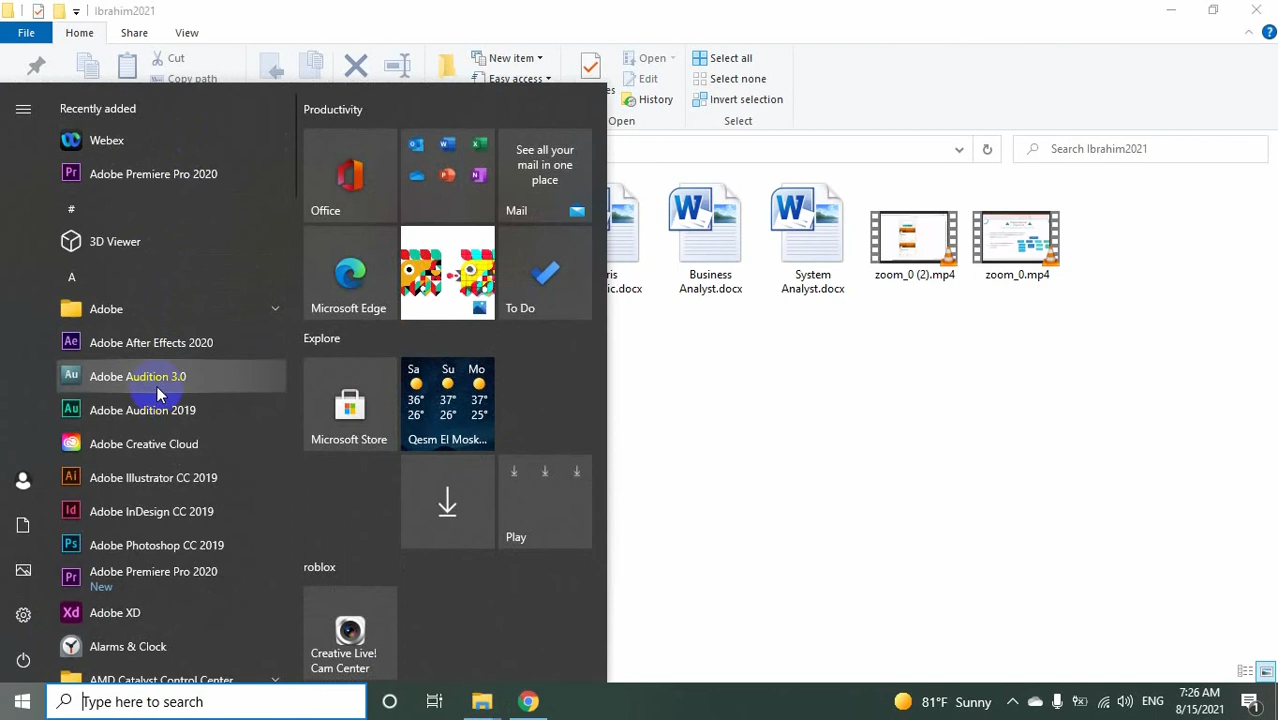 Ibrahim2021
File
Home
Share
View
Cut
Copy path
New item
Easy access
Open
Edit
History
Open
Select all
Select none
Invert selection
Select
Search Ibrahim2021
Business
Analyst.docx
System
Analyst.docx
zoom_0 (2).mp4
zoom_0.mp4
Recently added
Webex
Adobe Premiere Pro 2020
#
3D Viewer
A
Adobe
Adobe After Effects 2020
Adobe Audition 3.0
Adobe Audition 2019
Adobe Creative Cloud
Adobe Illustrator CC 2019
Adobe InDesign CC 2019
Adobe Photoshop CC 2019
Adobe Premiere Pro 2020
New
Adobe XD
Alarms & Clock
AMD Catalyst Control Center
Productivity
Office
See all your
mail in one
place
Mail
Microsoft Edge
To Do
Explore
Microsoft Store
Sa Su Mo
36° 37° 37°
26° 26° 25°
Qesm El Mosk...
Play
roblox
Creative Live!
Cam Center
Type here to search
81°F Sunny
ENG
7:26 AM
8/15/2021